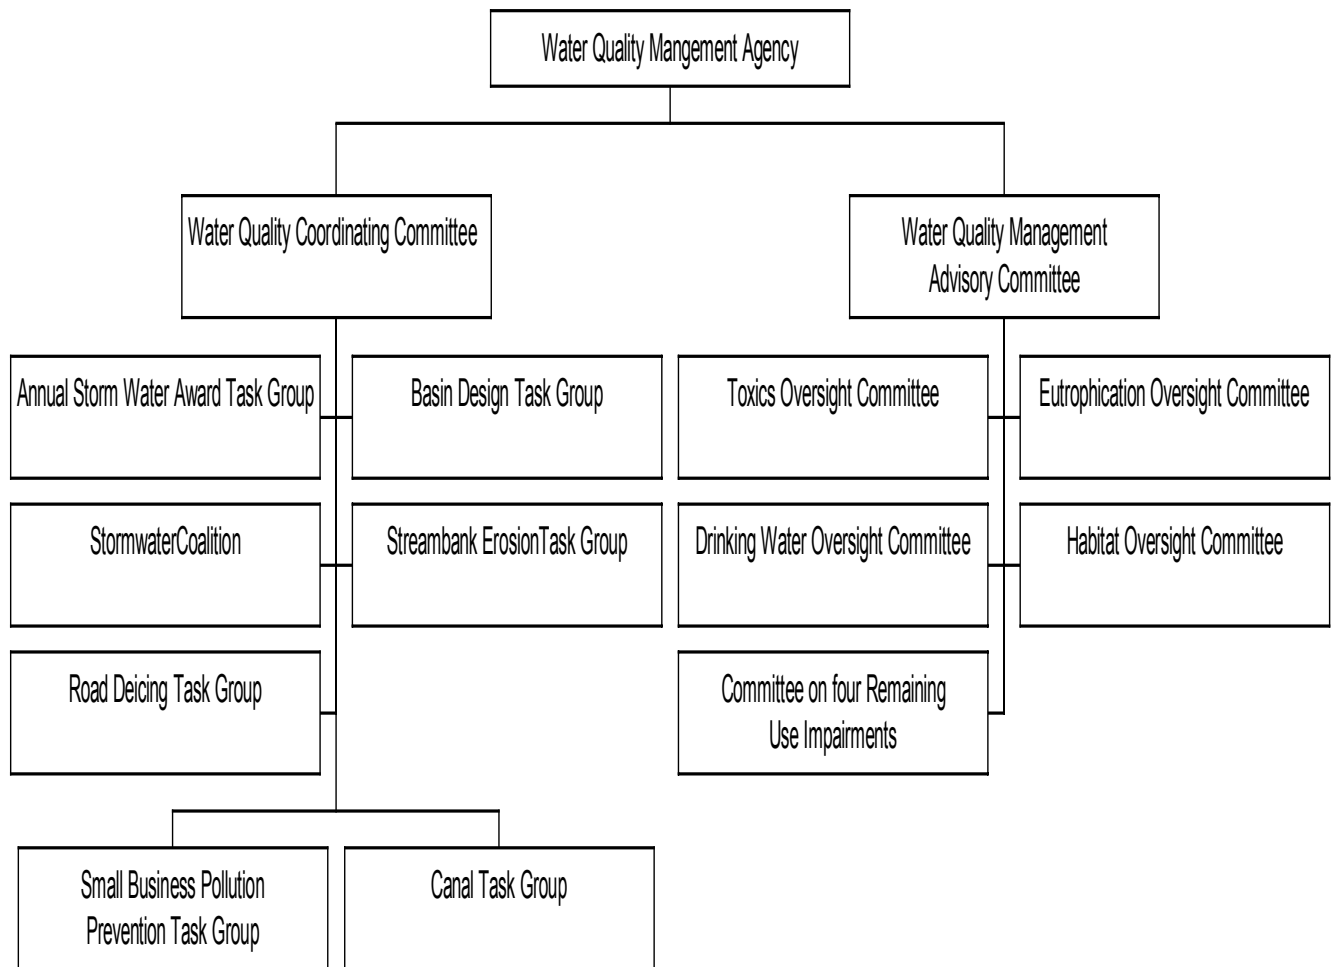 Water Quality Mangement Agency
Water Quality Coordinating Committee
Water Quality Management
Advisory Committee
Annual Storm Water Award Task Group
Basin Design Task Group
Toxics Oversight Committee
Eutrophication Oversight Committee
StormwaterCoalition
Streambank ErosionTask Group
Drinking Water Oversight Committee
Habitat Oversight Committee
Road Deicing Task Group
Committee on four Remaining
Use Impairments
Small Business Pollution
Prevention Task Group
Canal Task Group